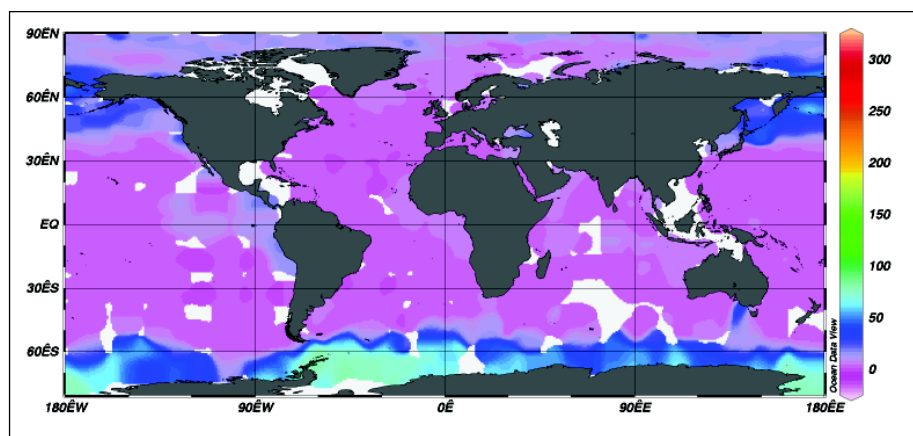 90ÊN
60ÊN
30ÊN
EQ
30ÊS
60ÊS
180ÊW
90ÊW
0Ê
90ÊE
180ÊE
Ocean Data View
300
250
200
150
100
50
0